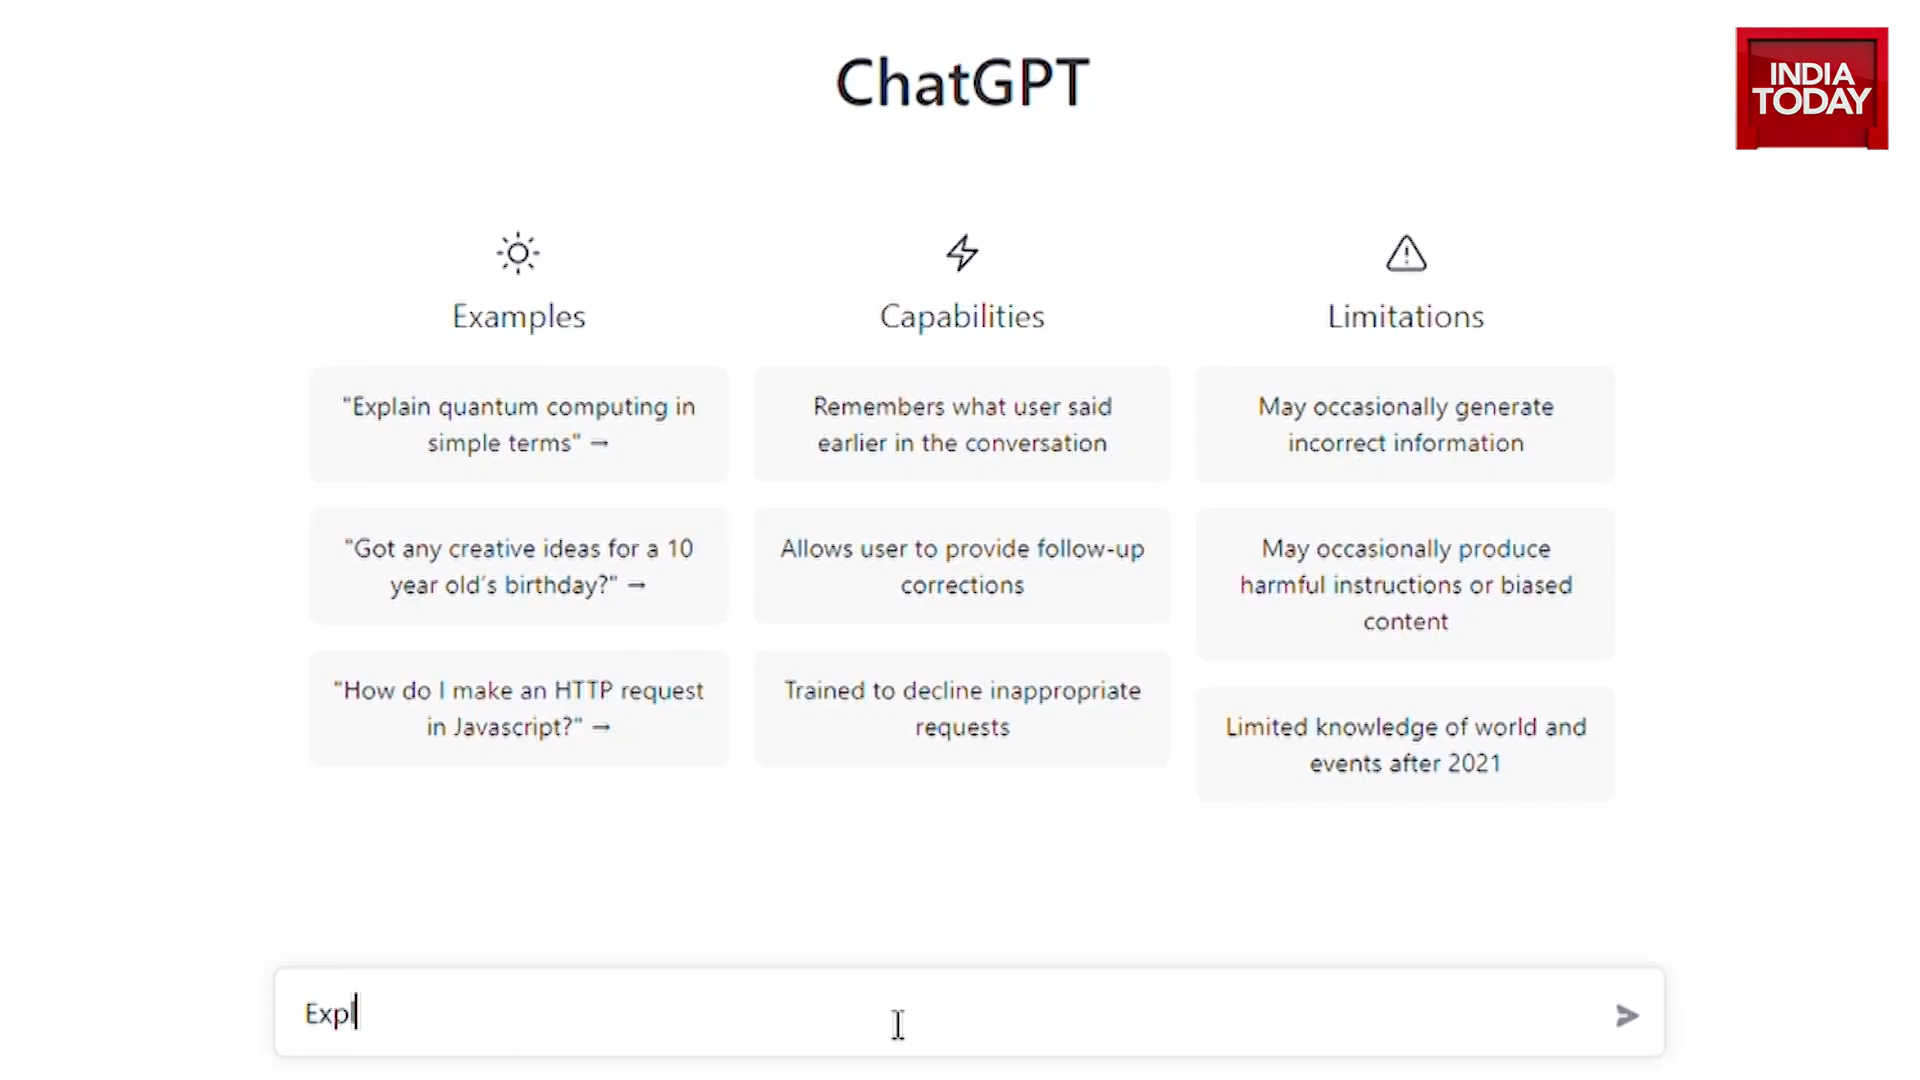 ChatGPT
INDIA
TODAY
Examples
"Explain quantum computing in
simple terms" →
"Got any creative ideas for a 10
year old's birthday?" →
"How do I make an HTTP request
in Javascript?" →
Capabilities
Remembers what user said
earlier in the conversation
Allows user to provide follow-up
corrections
Trained to decline inappropriate
requests
Limitations
May occasionally generate
incorrect information
May occasionally produce
harmful instructions or biased
content
Limited knowledge of world and
events after 2021
Expl